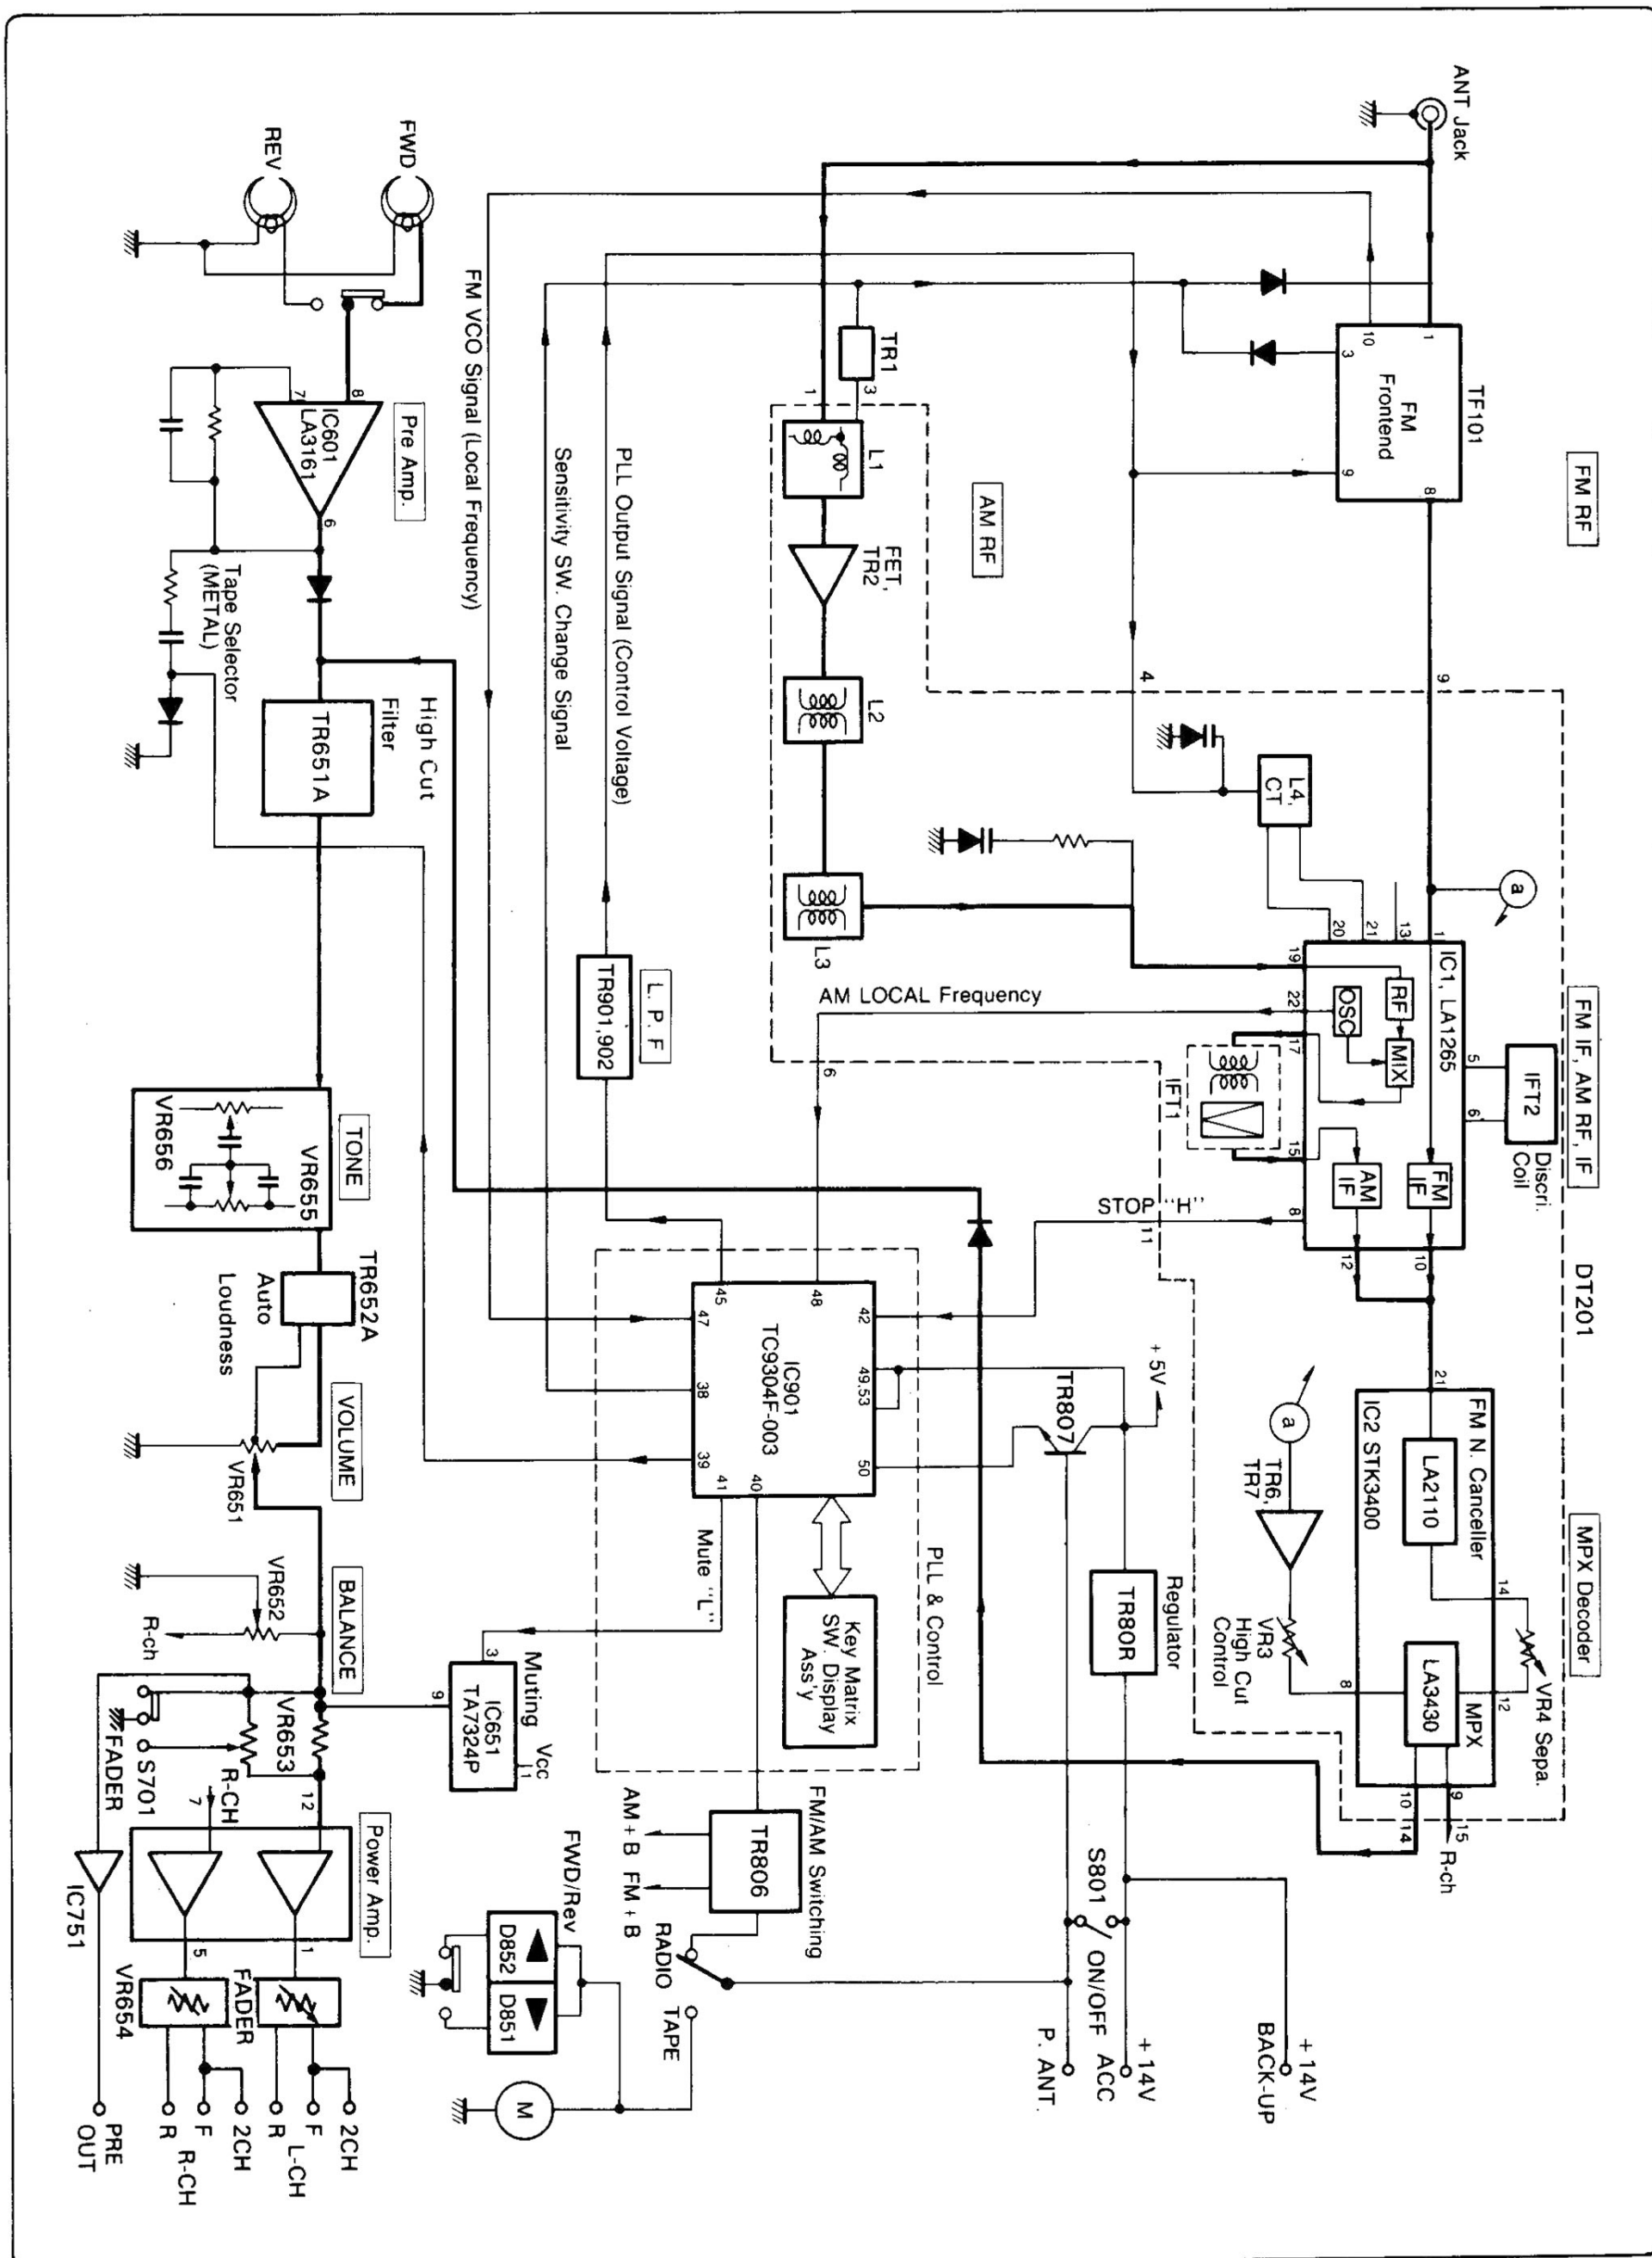 FM RF
FM IF, AM RF, IF
MPX Decoder
ANT Jack
TF101
FM
Frontend
1
10
3
9
8
9
a
IC1, LA1265
1
13
21
20
19
22
17
15
8
5
6
12
10
RF
OSC
MIX
AM
IF
FM
IF
IFT2
Discri.
Coil
IFT1
DT201
FM N. Canceller
IC2 STK3400
LA2110
LA3430
MPX
21
14
12
8
10
9
14
15
R-ch
VR4 Sepa.
a
TR6,
TR7
VR3
High Cut
Control
4
L4,
CT
AM RF
TR1
3
1
L1
FET,
TR2
L2
L3
AM LOCAL Frequency
6
STOP "H"
11
+5V
TR807
Regulator
TR80R
S801
ON/OFF
+14V
BACK-UP
+14V
ACC
P. ANT.
FM VCO Signal (Local Frequency)
Sensitivity SW. Change Signal
PLL Output Signal (Control Voltage)
L. P. F
TR901,902
PLL & Control
IC901
TC9304F-003
45
48
42
47
38
39
49.53
50
41
40
Key Matrix
SW. Display
Ass'y
Mute "L"
FM/AM Switching
TR806
AM+B
FM+B
RADIO
TAPE
FWD/Rev
D852
D851
M
FWD
REV
Pre Amp.
IC601
LA3161
8
7
6
Tape Selector
(METAL)
High Cut
Filter
TR651A
TONE
VR655
VR656
TR652A
Auto
Loudness
VOLUME
VR651
BALANCE
VR652
R-ch
Muting
IC651
TA7324P
3
9
Vcc
1
VR653
S701
FADER
R-CH
7
12
Power Amp.
1
5
IC751
FADER
VR654
2CH
F
R
L-CH
2CH
F
R
R-CH
PRE
OUT